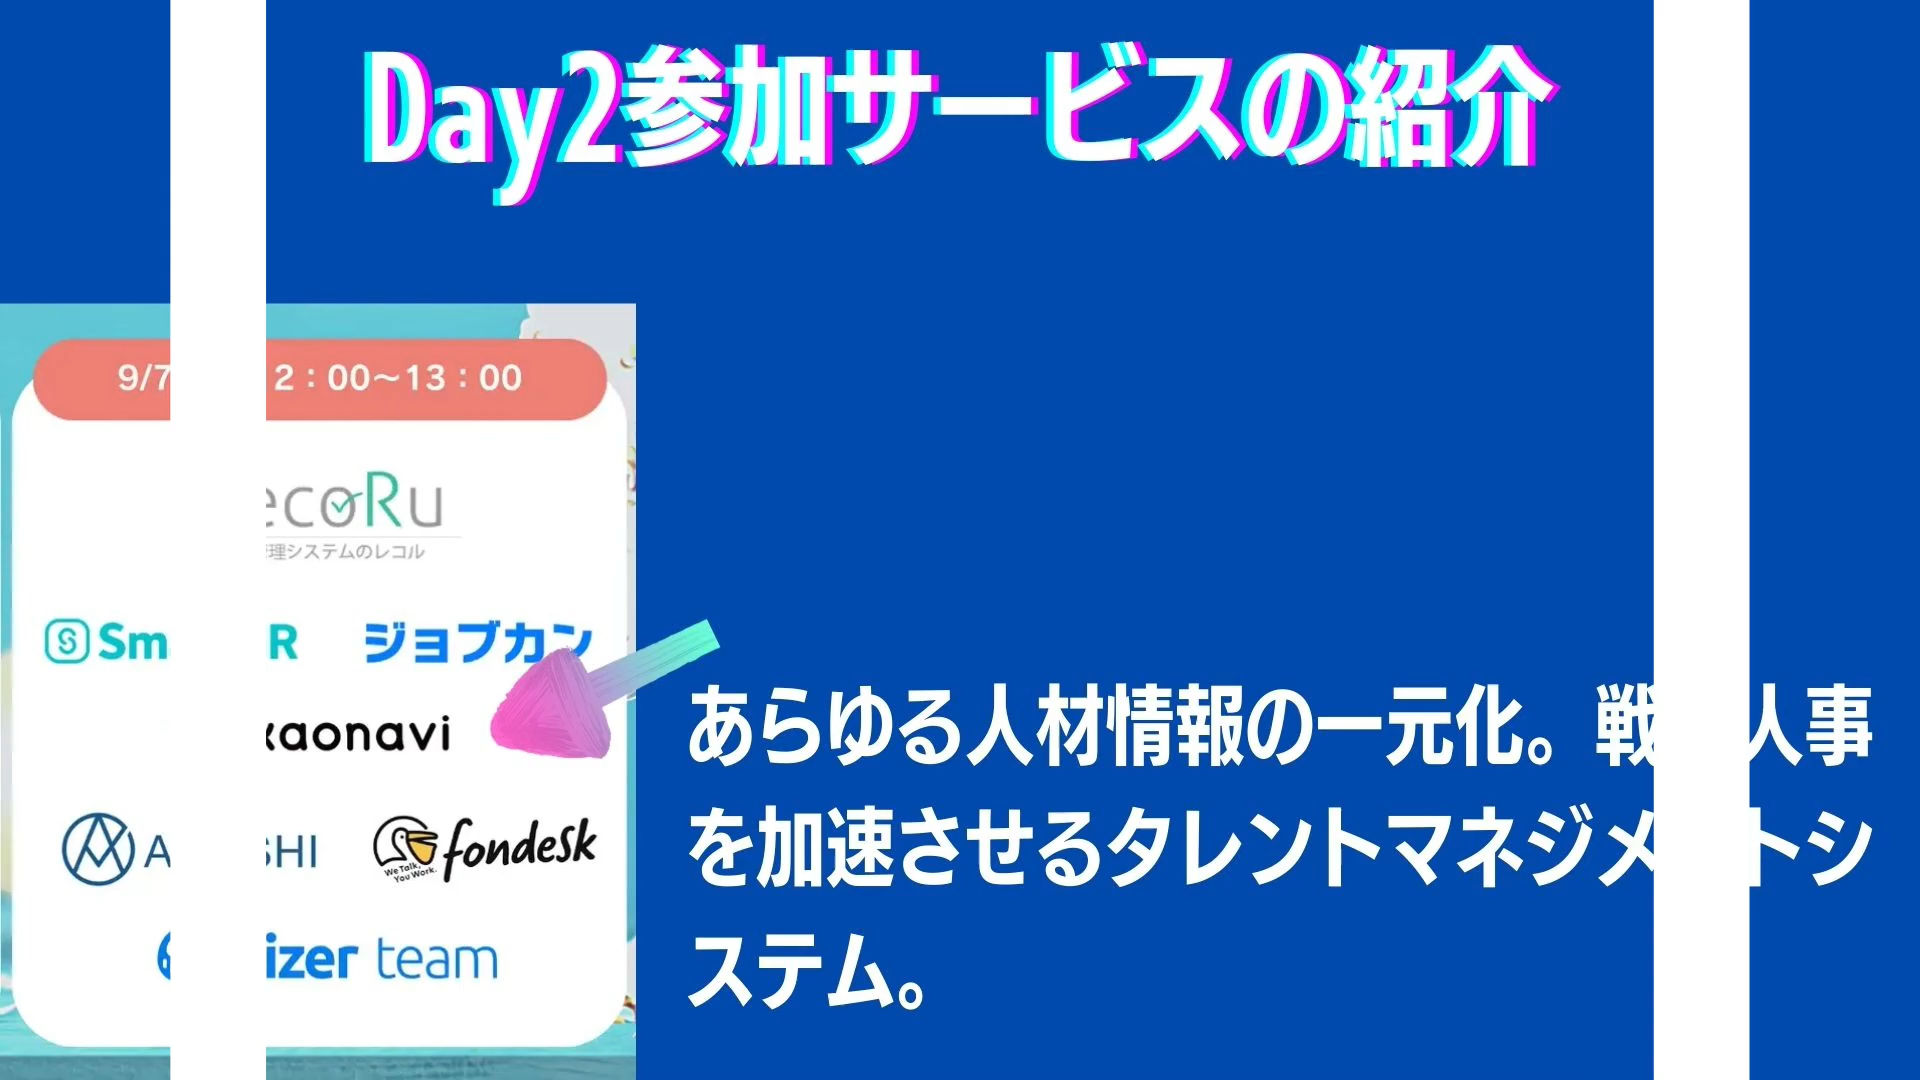 Day2参加サービスの紹介
9/7 2：00〜13：00
ecoRu
理システムのレコル
Sm R ジョブカン
kaonavi
A SHI fondesk
We Talk,
You Work.
izer team
あらゆる人材情報の一元化。戦 人事
を加速させるタレントマネジメ トシ
ステム。